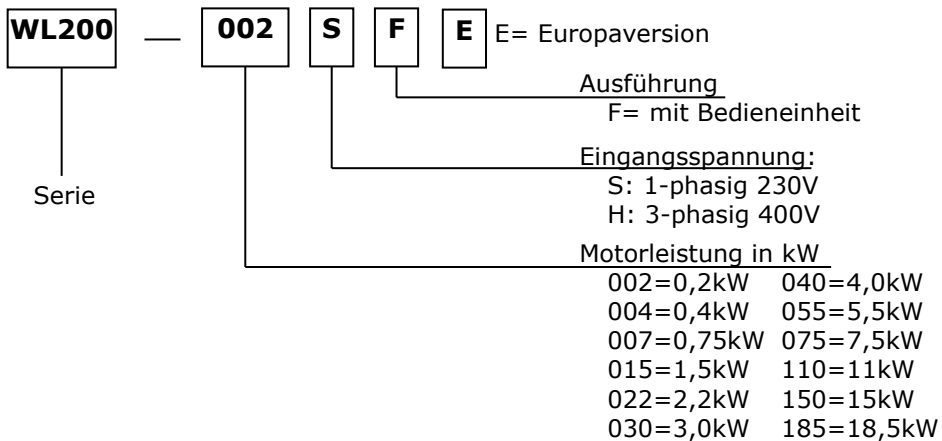 WL200 — 002 S F E E= Europaversion
Ausführung
F= mit Bedieneinheit
Eingangsspannung:
S: 1-phasig 230V
H: 3-phasig 400V
Serie
Motorleistung in kW
002=0,2kW 040=4,0kW
004=0,4kW 055=5,5kW
007=0,75kW 075=7,5kW
015=1,5kW 110=11kW
022=2,2kW 150=15kW
030=3,0kW 185=18,5kW